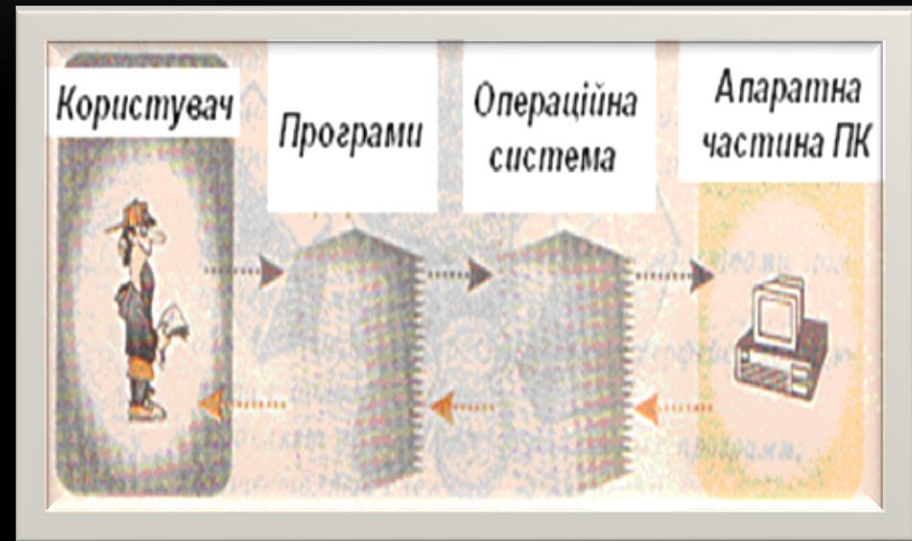 Користувач
Програми
Операційна
система
Апаратна
частина ПК